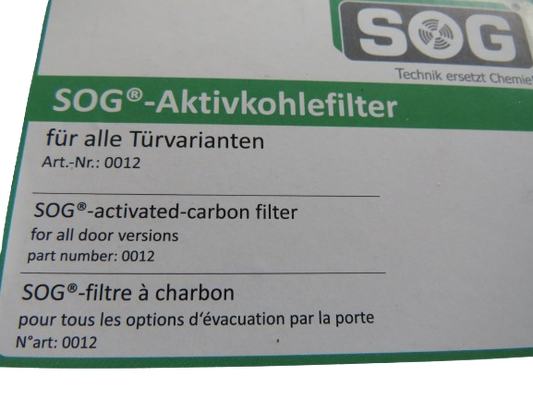 SOG®
Technik ersetzt Chemie!
SOG®-Aktivkohlefilter
für alle Türvarianten
Art.-Nr.: 0012
SOG®-activated-carbon filter
for all door versions
part number: 0012
SOG®-filtre à charbon
pour tous les options d‘évacuation par la porte
N°art: 0012